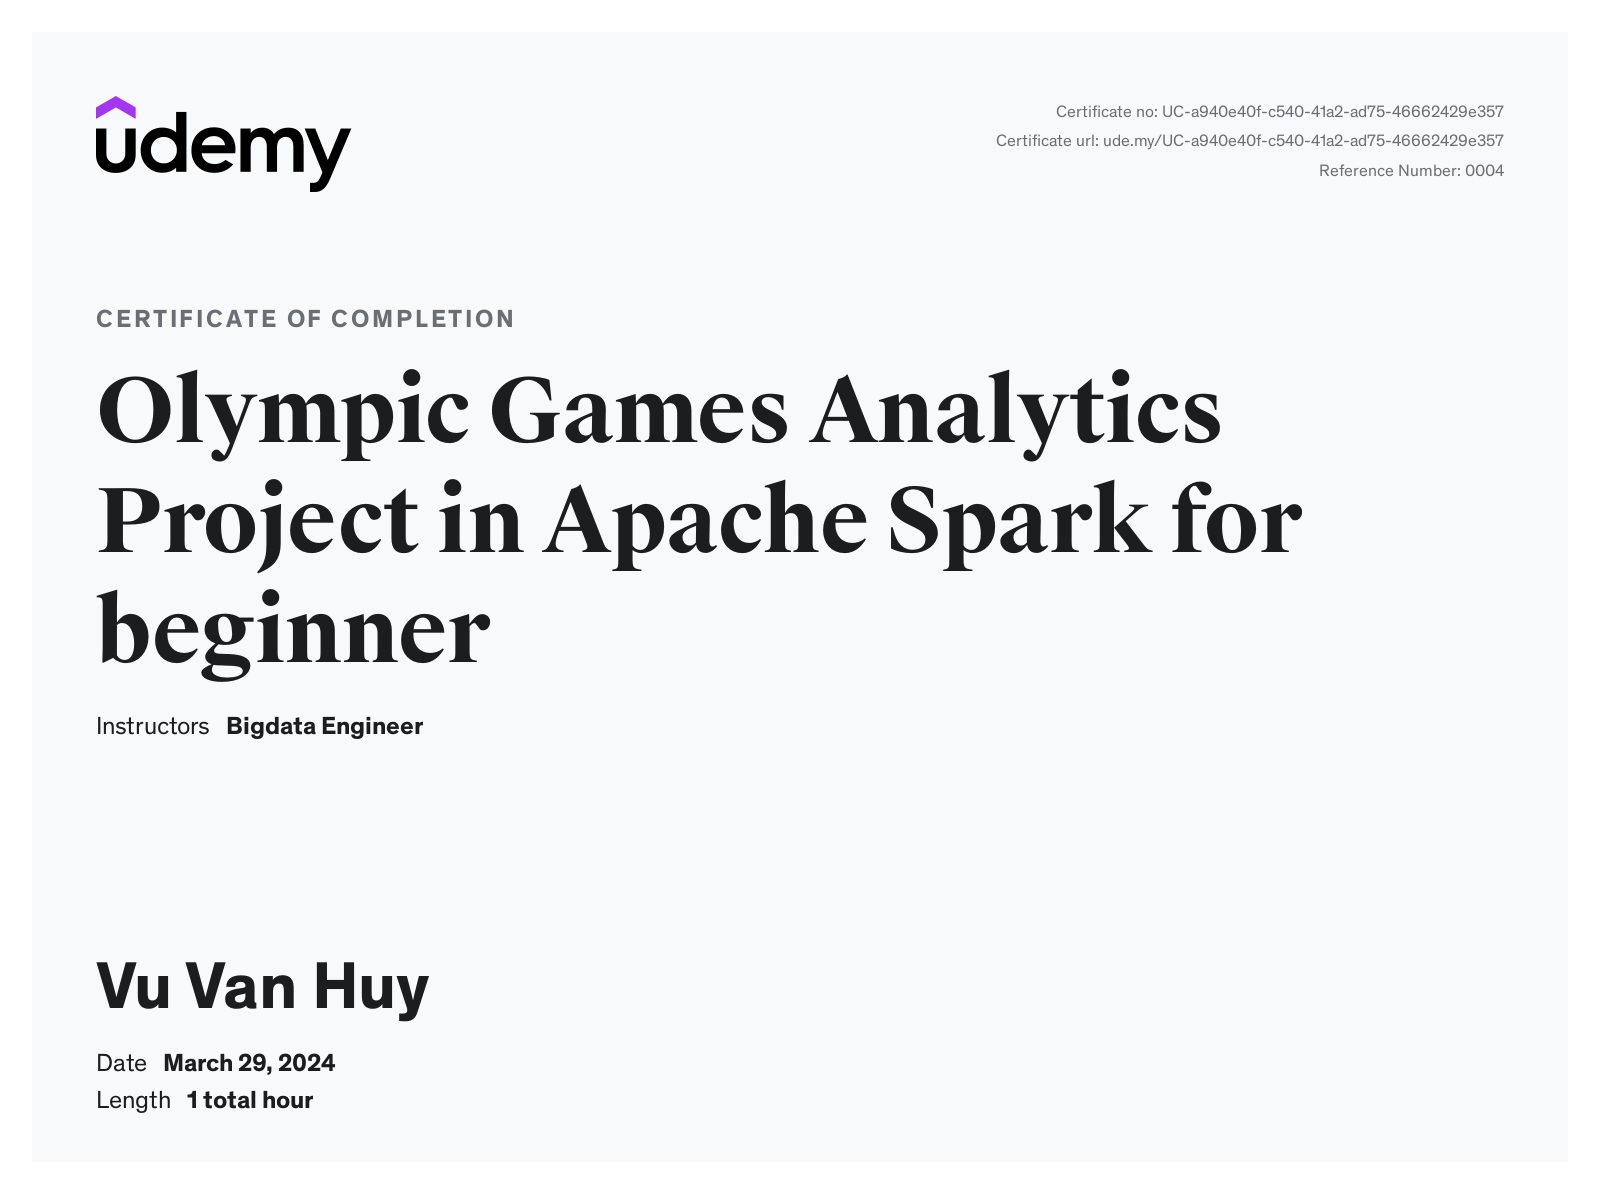 udemy
Certificate no: UC-a940e40f-c540-41a2-ad75-46662429e357
Certificate url: ude.my/UC-a940e40f-c540-41a2-ad75-46662429e357
Reference Number: 0004
CERTIFICATE OF COMPLETION
Olympic Games Analytics
Project in Apache Spark for
beginner
Instructors Bigdata Engineer
Vu Van Huy
Date March 29, 2024
Length 1 total hour